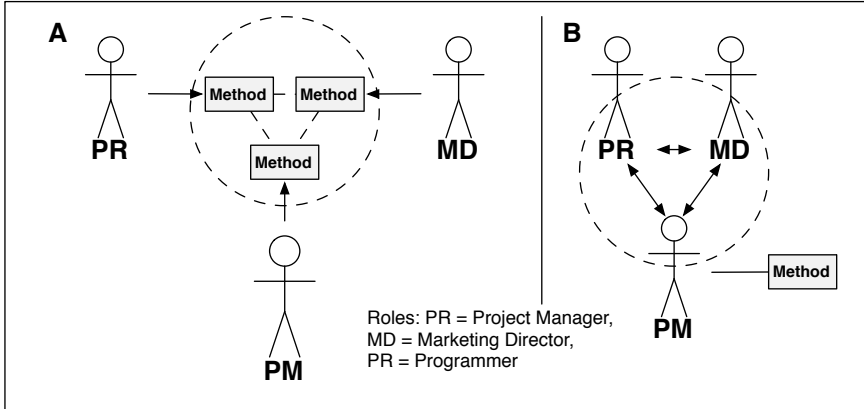 A
B
Method
Method
PR
MD
PR
MD
Method
Method
PM
PM
Roles: PR = Project Manager,
MD = Marketing Director,
PR = Programmer